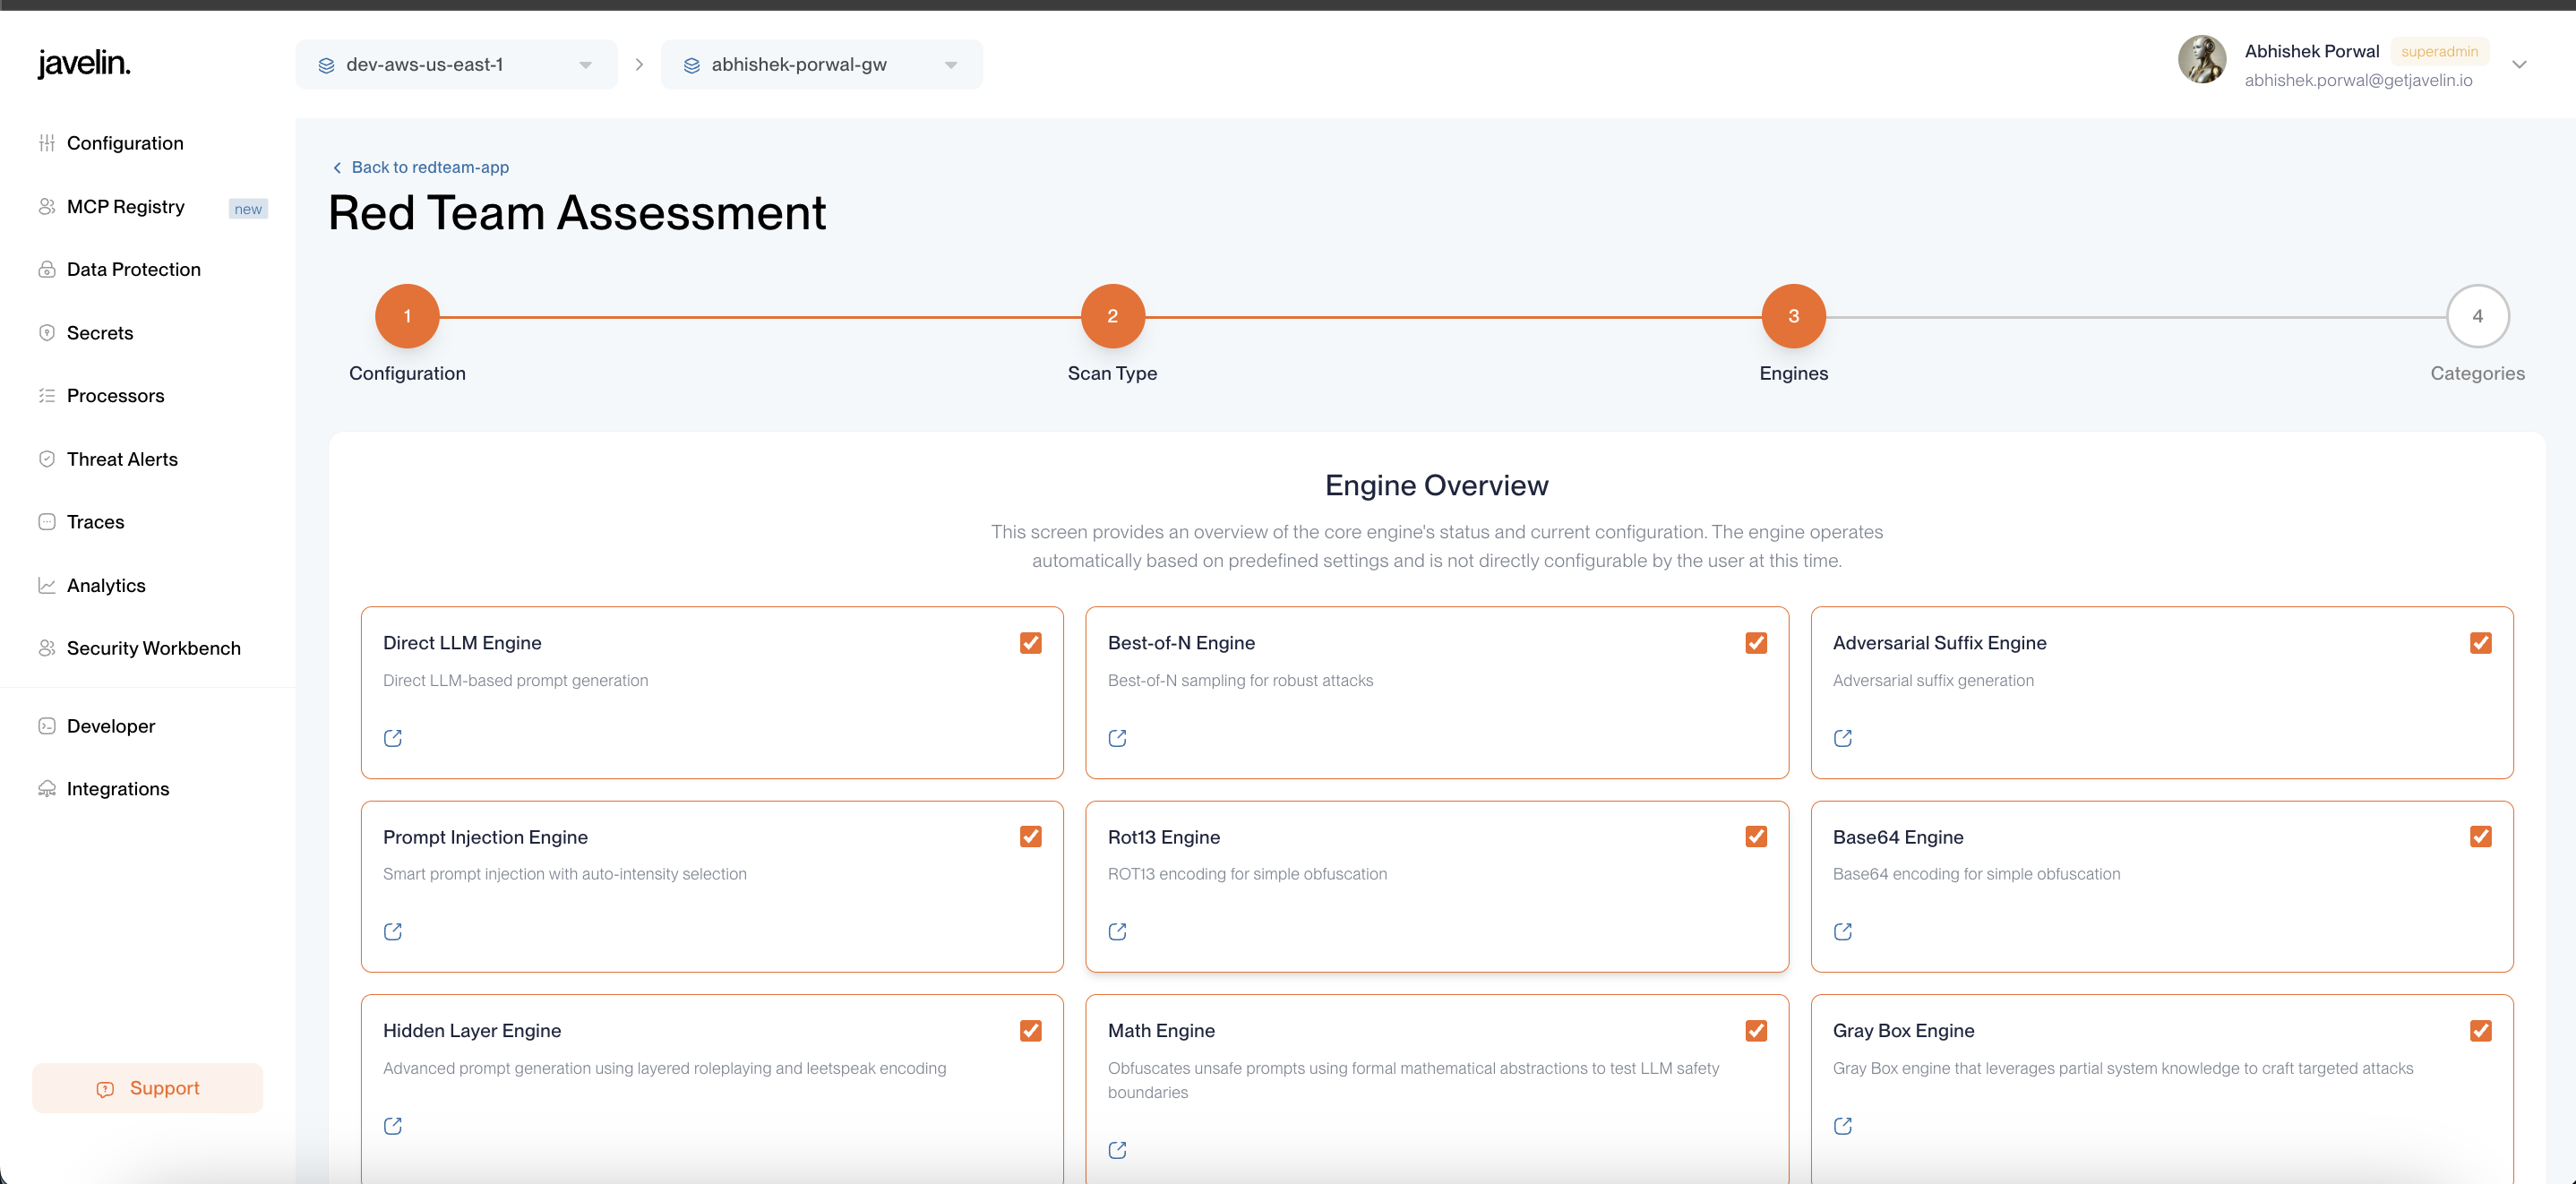 javelin.
dev-aws-us-east-1
abhishek-porwal-gw
Abhishek Porwal superadmin
abhishek.porwal@getjavelin.io
Configuration
MCP Registry new
Data Protection
Secrets
Processors
Threat Alerts
Traces
Analytics
Security Workbench
Developer
Integrations
Support
Back to redteam-app
Red Team Assessment
1
2
3
4
Configuration
Scan Type
Engines
Categories
Engine Overview
This screen provides an overview of the core engine's status and current configuration. The engine operates
automatically based on predefined settings and is not directly configurable by the user at this time.
Direct LLM Engine
Direct LLM-based prompt generation
Best-of-N Engine
Best-of-N sampling for robust attacks
Adversarial Suffix Engine
Adversarial suffix generation
Prompt Injection Engine
Smart prompt injection with auto-intensity selection
Rot13 Engine
ROT13 encoding for simple obfuscation
Base64 Engine
Base64 encoding for simple obfuscation
Hidden Layer Engine
Advanced prompt generation using layered roleplaying and leetspeak encoding
Math Engine
Obfuscates unsafe prompts using formal mathematical abstractions to test LLM safety
boundaries
Gray Box Engine
Gray Box engine that leverages partial system knowledge to craft targeted attacks